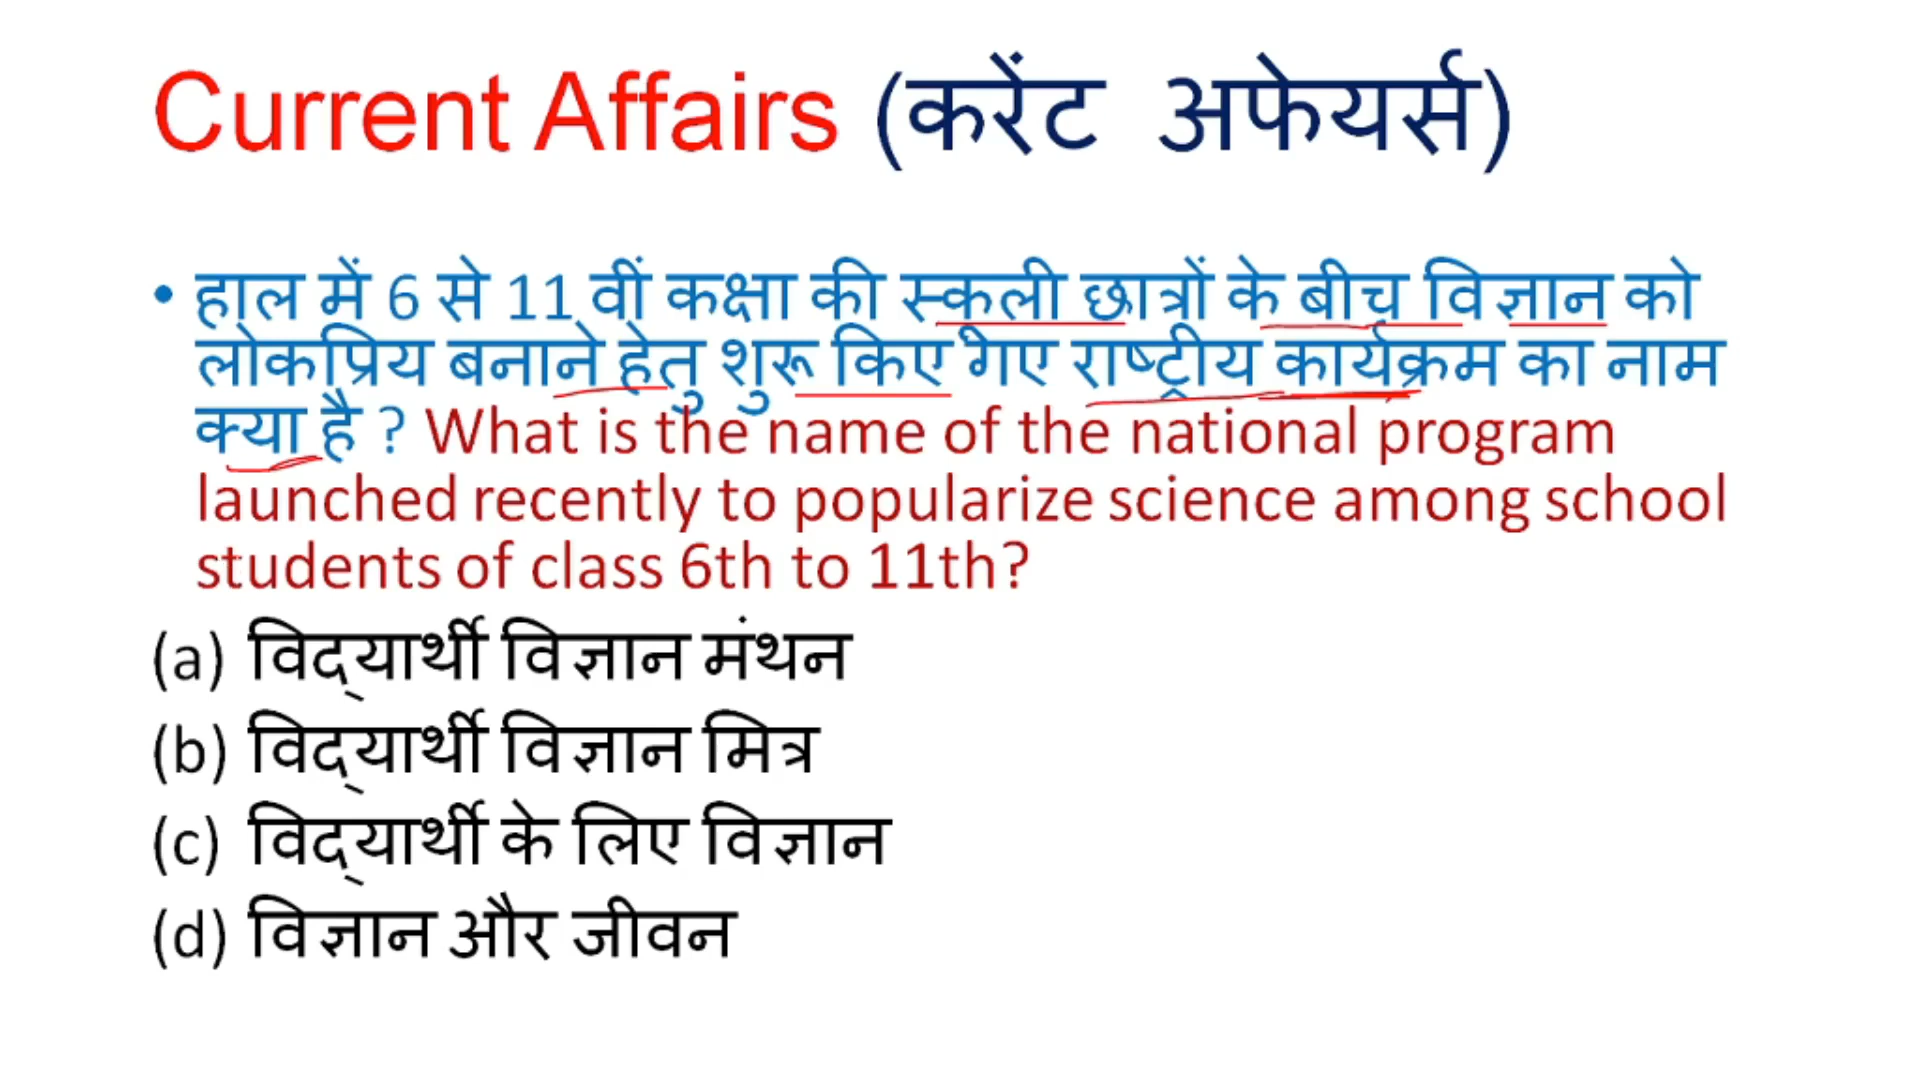 Current Affairs (करेंट अफेयर्स)
• हाल में 6 से 11 वीं कक्षा की स्कूली छात्रों के बीच विज्ञान को
लोकप्रिय बनाने हेतु शुरू किए गए राष्ट्रीय कार्यक्रम का नाम
क्या है ? What is the name of the national program
launched recently to popularize science among school
students of class 6th to 11th?
(a) विद्यार्थी विज्ञान मंथन
(b) विद्यार्थी विज्ञान मित्र
(c) विद्यार्थी के लिए विज्ञान
(d) विज्ञान और जीवन